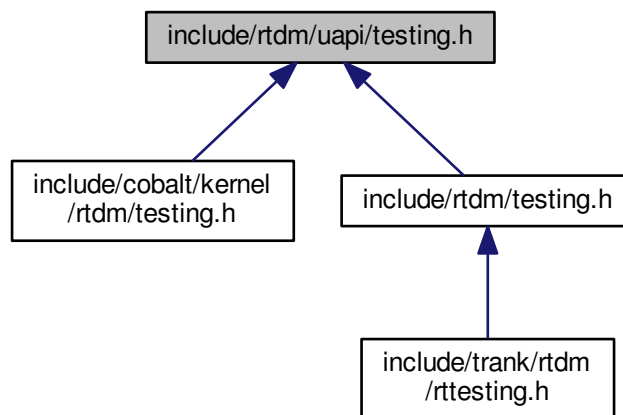 include/rtdm/uapi/testing.h
include/cobalt/kernel
/rtdm/testing.h
include/rtdm/testing.h
include/trank/rtdm
/rttesting.h